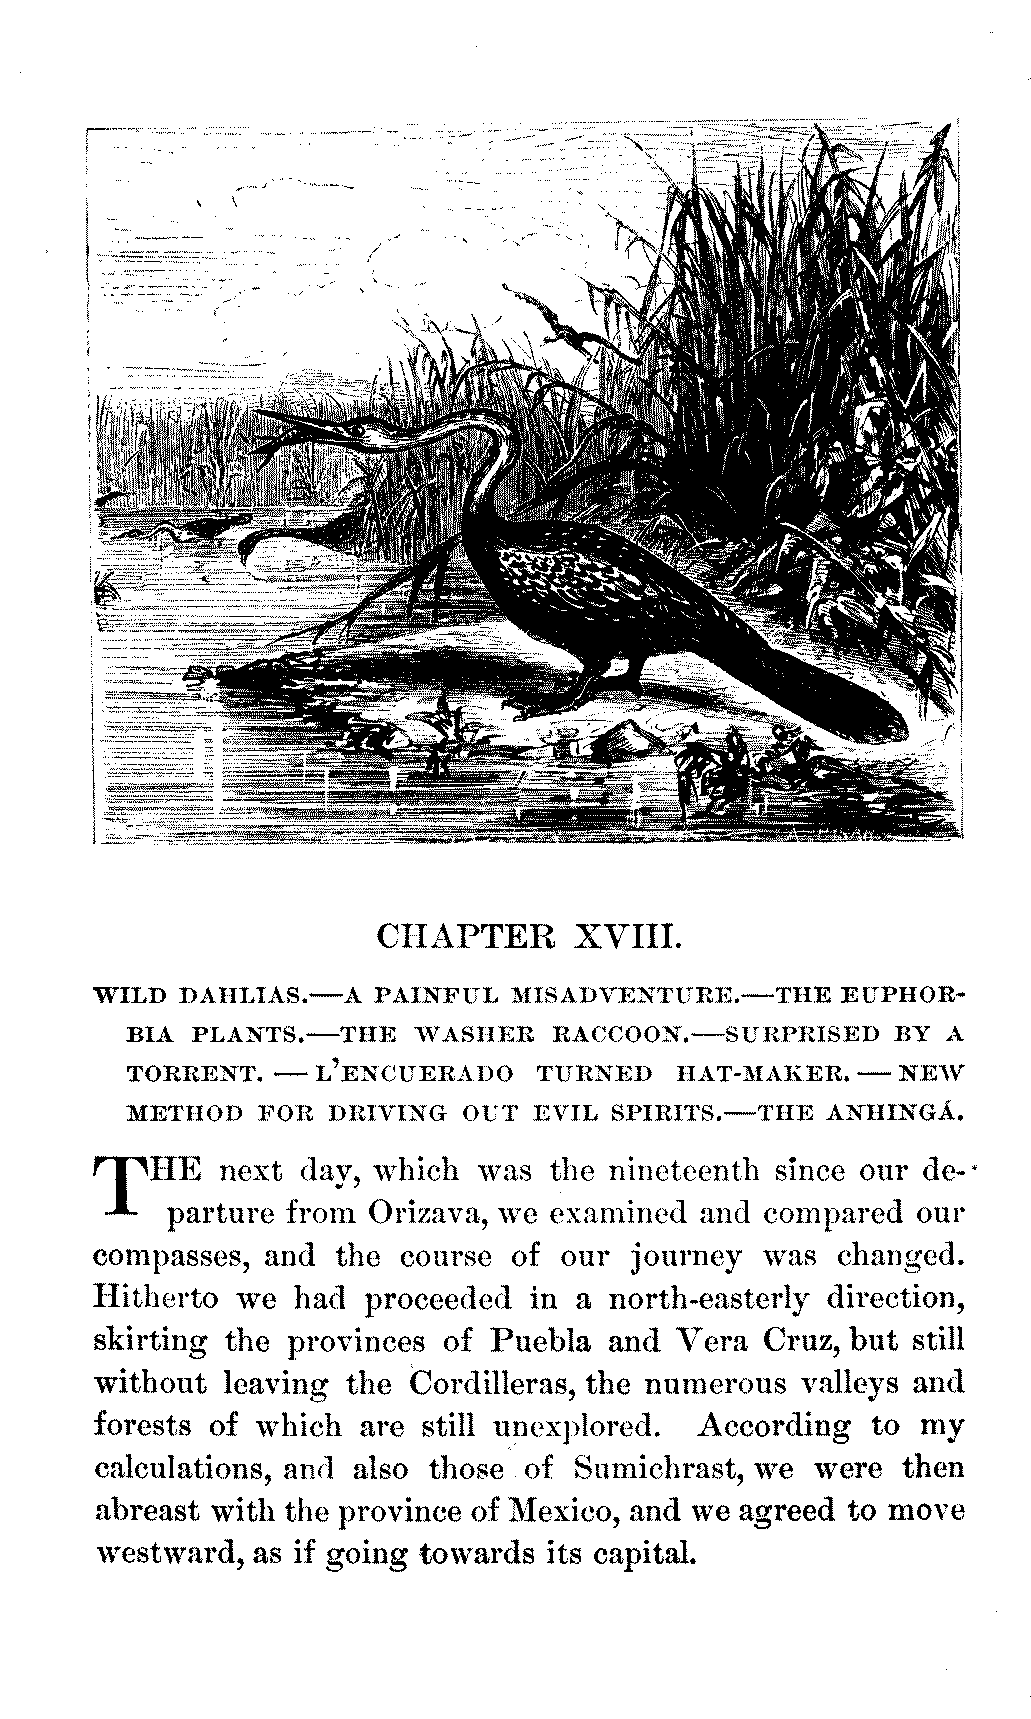 CHAPTER XVIII.
WILD DAHLIAS.—A PAINFUL MISADVENTURE.—THE EUPHOR-
BIA PLANTS.—THE WASHER RACCOON.—SURPRISED BY A
TORRENT. — L'ENCUERADO TURNED HAT-MAKER. — NEW
METHOD FOR DRIVING OUT EVIL SPIRITS.—THE ANHINGÁ.
THE next day, which was the nineteenth since our de-
parture from Orizava, we examined and compared our
compasses, and the course of our journey was changed.
Hitherto we had proceeded in a north-easterly direction,
skirting the provinces of Puebla and Vera Cruz, but still
without leaving the Cordilleras, the numerous valleys and
forests of which are still unexplored. According to my
calculations, and also those of Sumichrast, we were then
abreast with the province of Mexico, and we agreed to move
westward, as if going towards its capital.